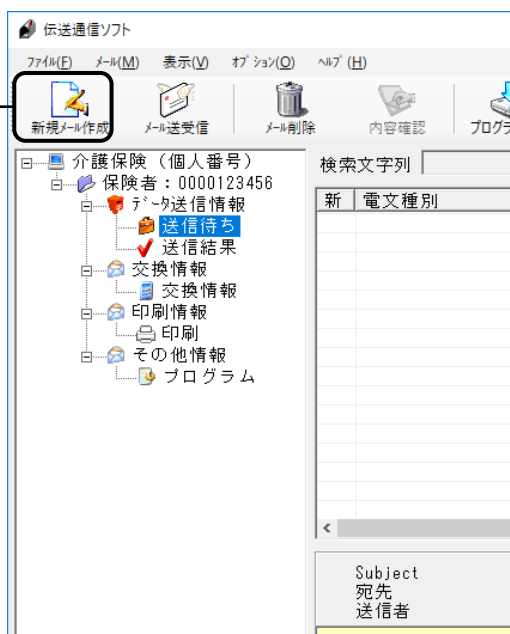 伝送通信ソフト
ファイル(F) メール(M) 表示(V) オプション(O) ヘルプ(H)
新規メール作成 メール送受信 メール削除 内容確認 プログラ
介護保険（個人番号）
保険者：0000123456
データ送信情報
送信待ち
送信結果
交換情報
交換情報
印刷情報
印刷
その他情報
プログラム
検索文字列
新 電文種別
Subject
宛先
送信者